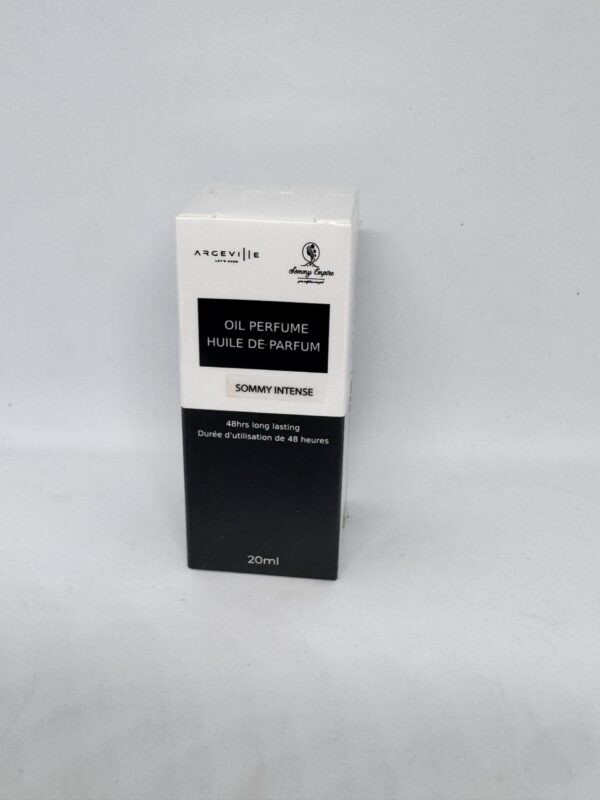 ARGEVILLE
Sommy Empire
OIL PERFUME
HUILE DE PARFUM
SOMMY INTENSE
48hrs long lasting
Durée d'utilisation de 48 heures
20ml